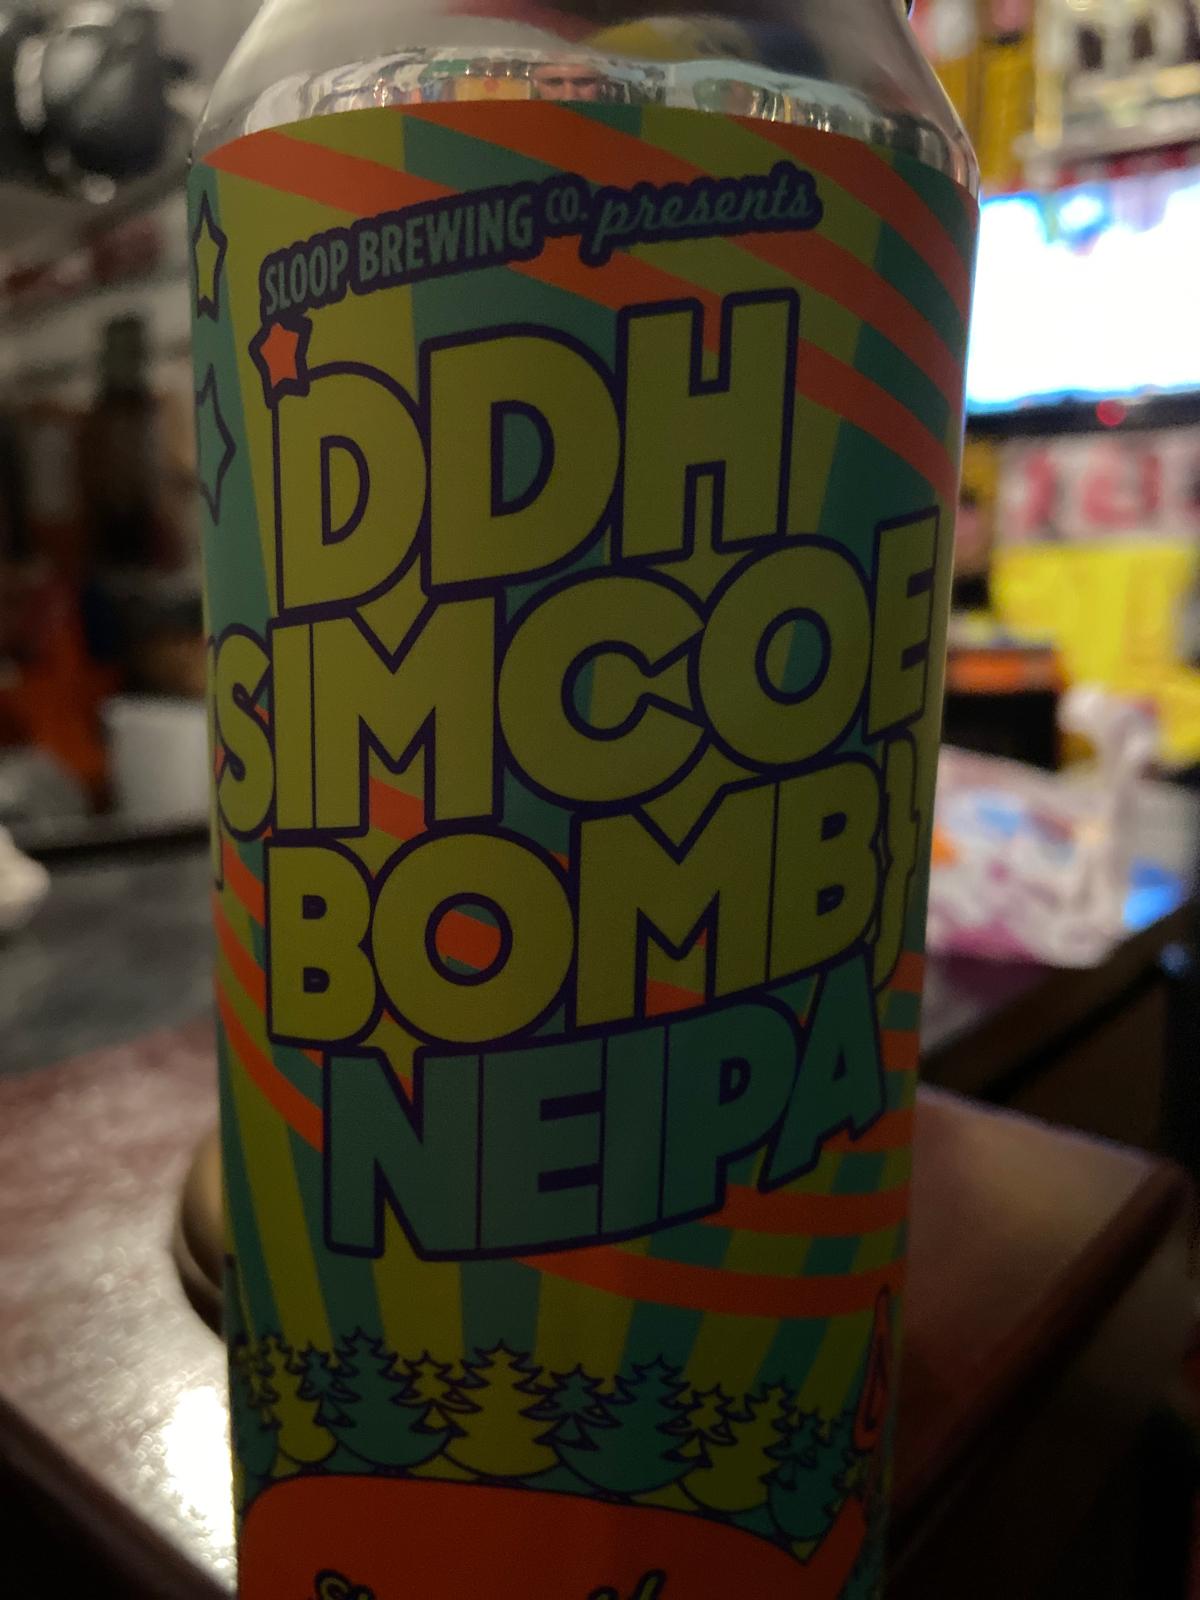 SLOOP BREWING CO. presents
DDH
SIMCOE
BOMB
NEIPA